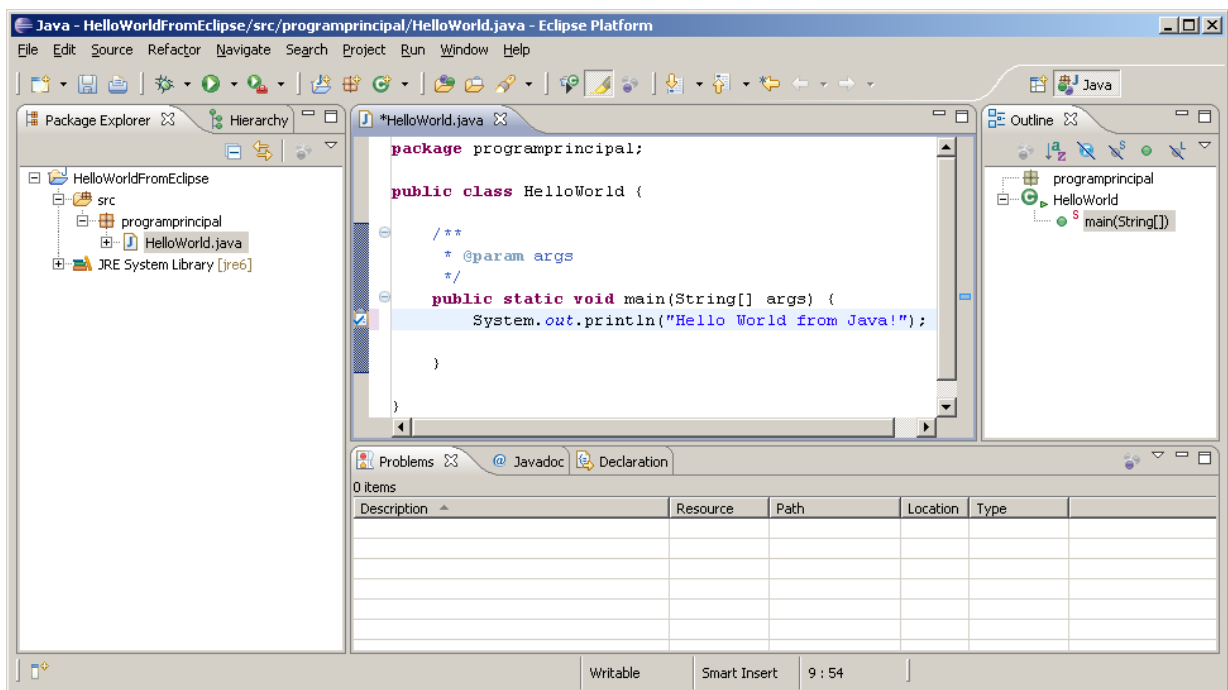 Java - HelloWorldFromEclipse/src/programprincipal/HelloWorld.java - Eclipse Platform
File Edit Source Refactor Navigate Search Project Run Window Help
Java
Package Explorer Hierarchy
HelloWorldFromEclipse
src
programprincipal
HelloWorld.java
JRE System Library [jre6]
*HelloWorld.java
package programprincipal;
public class HelloWorld {
/**
* @param args
*/
public static void main(String[] args) {
System.out.println("Hello World from Java!");
}
}
Outline
programprincipal
HelloWorld
main(String[])
Problems @ Javadoc Declaration
0 items
Description Resource Path Location Type
Writable Smart Insert 9 : 54